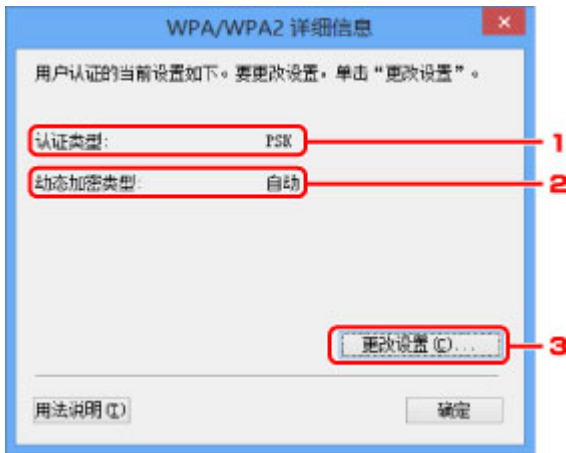 WPA/WPA2 详细信息
用户认证的当前设置如下。要更改设置，单击“更改设置”。
认证类型: PSK 1
动态加密类型: 自动 2
更改设置(C)... 3
用法说明(I) 确定